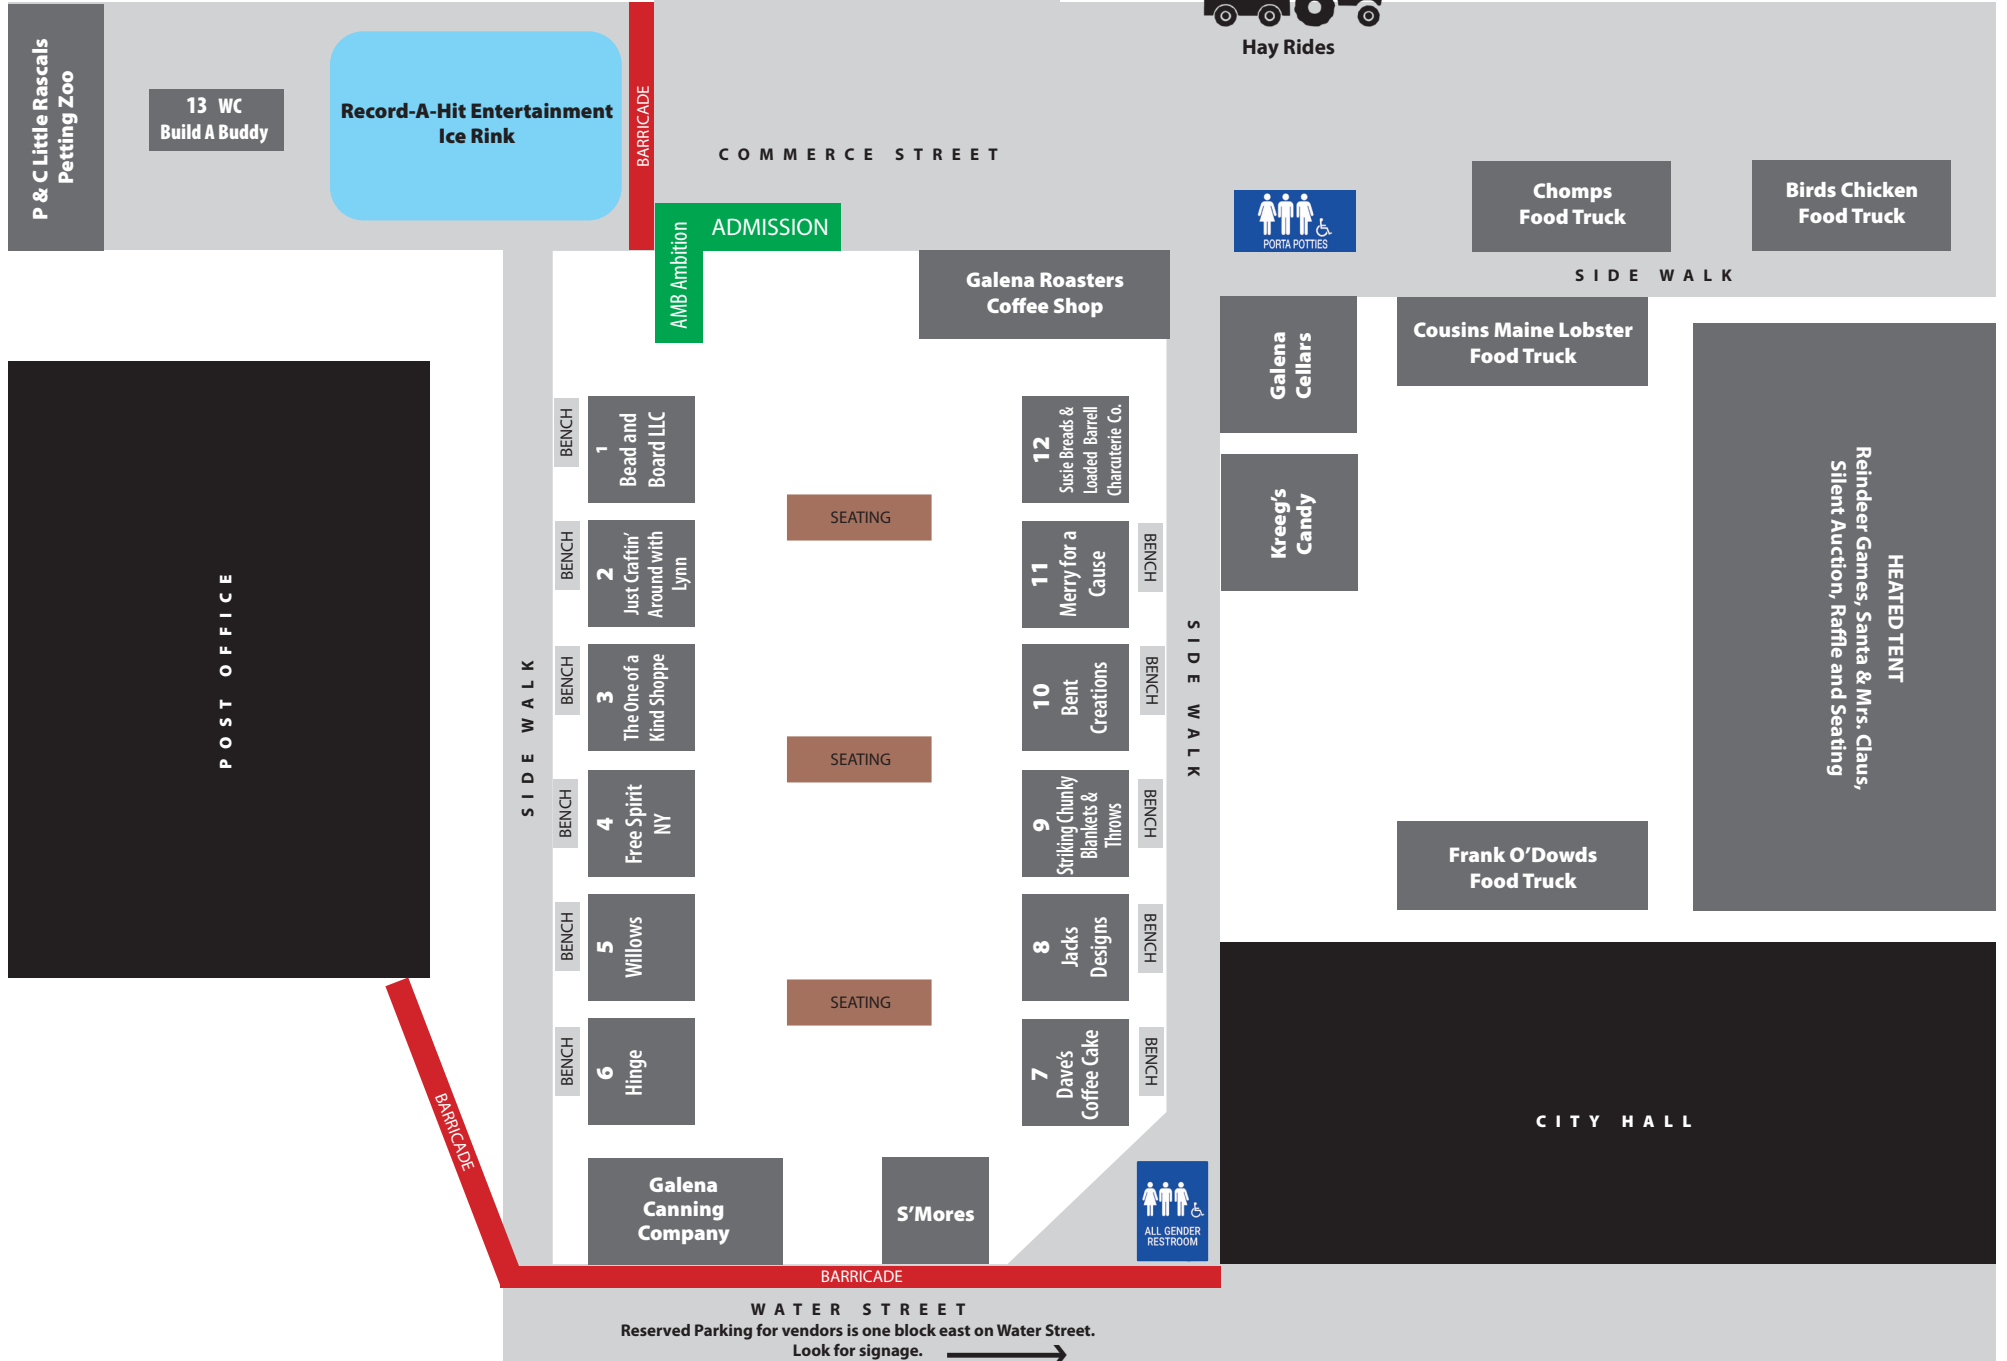 Hay Rides
P & C Little Rascals
Petting Zoo
13 WC
Build A Buddy
Record-A-Hit Entertainment
Ice Rink
BARRICADE
COMMERCE STREET
ADMISSION
AMB Ambition
PORTA POTTIES
Chomps
Food Truck
Birds Chicken
Food Truck
SIDE WALK
Galena Roasters
Coffee Shop
Galena
Cellars
Cousins Maine Lobster
Food Truck
Kreeg's
Candy
HEATED TENT
Reindeer Games, Santa & Mrs. Claus,
Silent Auction, Raffle and Seating
Frank O'Dowds
Food Truck
POST OFFICE
SIDE WALK
BENCH
1
Bead and
Board LLC
BENCH
2
Just Craftin'
Around with
Lynn
BENCH
3
The One of a
Kind Shoppe
BENCH
4
Free Spirit
NY
BENCH
5
Willows
BENCH
6
Hinge
SEATING
SEATING
SEATING
12
Susie Breads &
Loaded Barrell
Charcuterie Co.
11
Merry for a
Cause
BENCH
10
Bent
Creations
BENCH
9
Striking Chunky
Blankets &
Throws
BENCH
8
Jacks
Designs
BENCH
7
Dave's
Coffee Cake
BENCH
SIDE WALK
CITY HALL
BARRICADE
Galena
Canning
Company
S'Mores
ALL GENDER
RESTROOM
BARRICADE
WATER STREET
Reserved Parking for vendors is one block east on Water Street.
Look for signage.